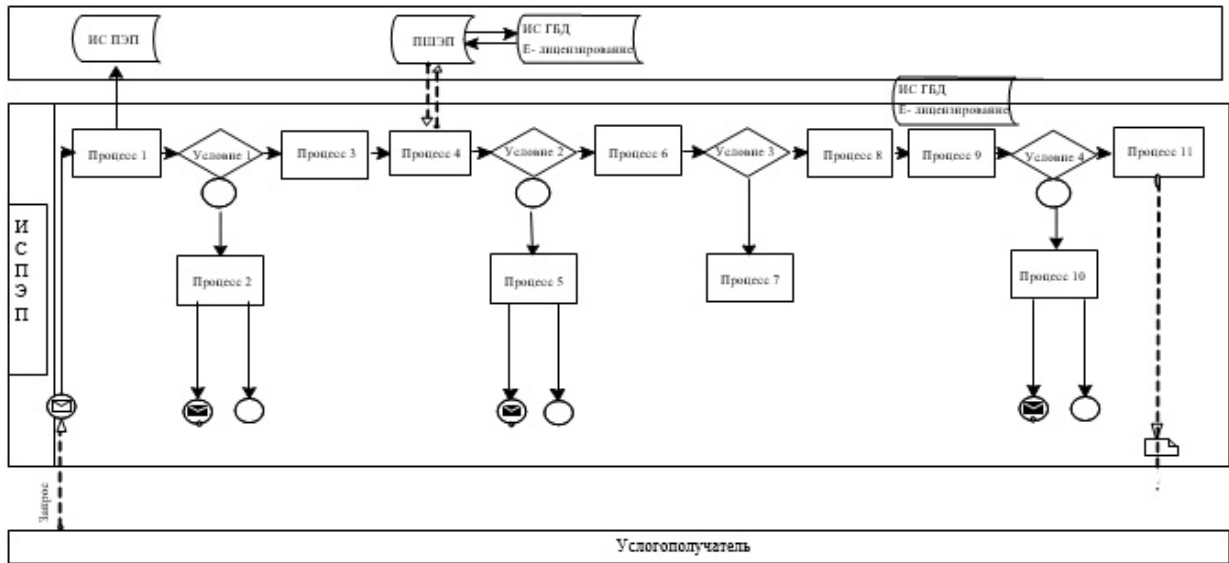 ИС ПЭП
ПШЭП
ИС ГБД
Е- лицензирование
ИС ГБД
Е- лицензирование
Процесс 1
Условие 1
Процесс 3
Процесс 4
Условие 2
Процесс 6
Условие 3
Процесс 8
Процесс 9
Условие 4
Процесс 11
И
С
П
Э
П
Процесс 2
Процесс 5
Процесс 7
Процесс 10
Запрос
Услогополучатель